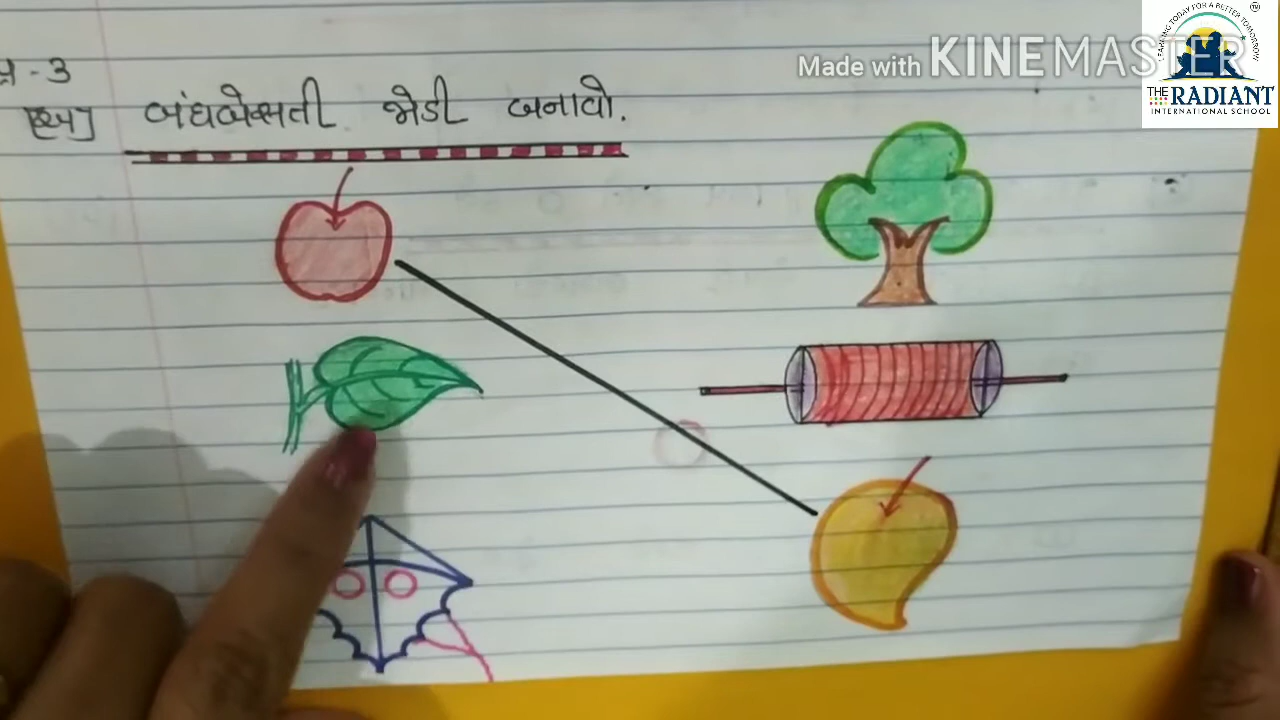 Made with KINEMASTER
LEARNING TODAY FOR A BETTER TOMORROW
THE RADIANT
INTERNATIONAL SCHOOL
પ્ર - 3
[અ] બંધબેસતી જોડી બનાવો.